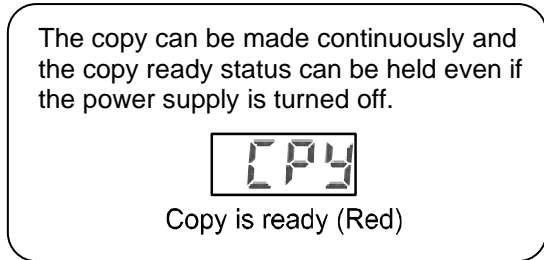 The copy can be made continuously and
the copy ready status can be held even if
the power supply is turned off.
CPY
Copy is ready (Red)